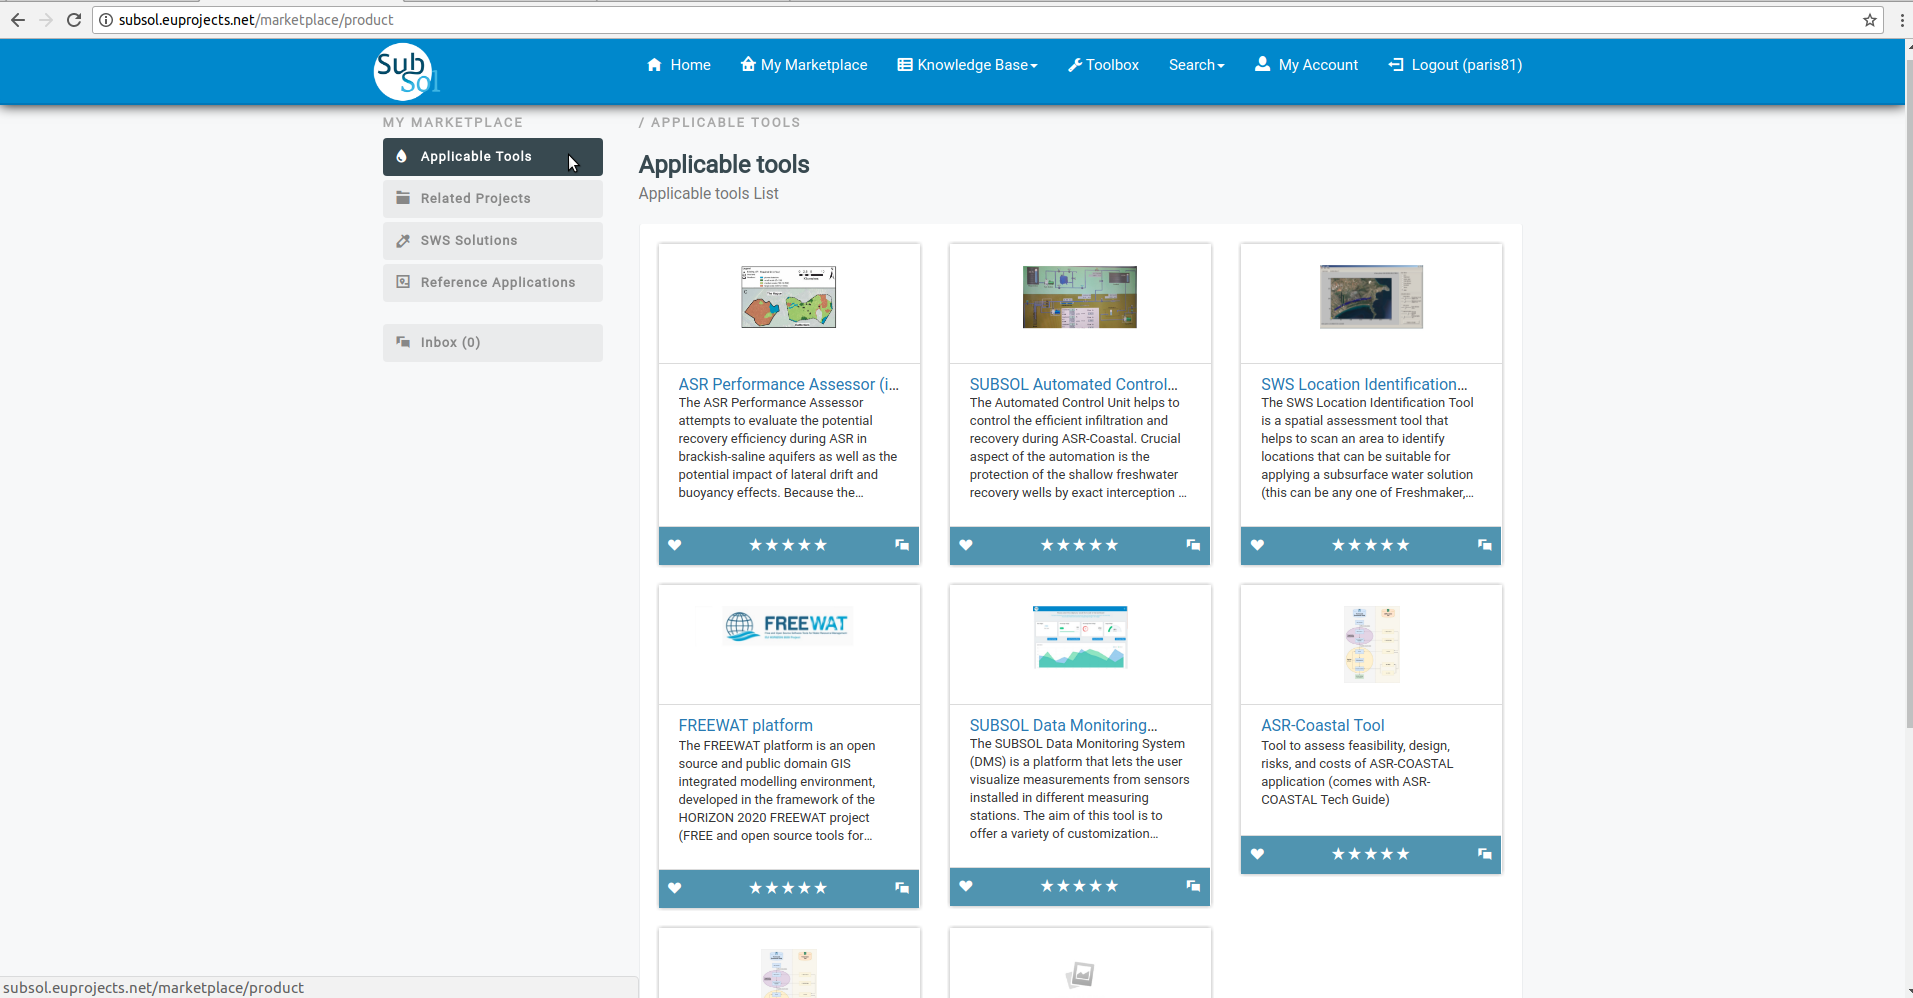 subsol.euprojects.net/marketplace/product
Sub
Sol
Home
My Marketplace
Knowledge Base
Toolbox
Search
My Account
Logout (paris81)
MY MARKETPLACE
Applicable Tools
Related Projects
SWS Solutions
Reference Applications
Inbox (0)
/ APPLICABLE TOOLS
Applicable tools
Applicable tools List
ASR Performance Assessor (i...
The ASR Performance Assessor
attempts to evaluate the potential
recovery efficiency during ASR in
brackish-saline aquifers as well as the
potential impact of lateral drift and
buoyancy effects. Because the...
SUBSOL Automated Control...
The Automated Control Unit helps to
control the efficient infiltration and
recovery during ASR-Coastal. Crucial
aspect of the automation is the
protection of the shallow freshwater
recovery wells by exact interception ...
SWS Location Identification...
The SWS Location Identification Tool
is a spatial assessment tool that
helps to scan an area to identify
locations that can be suitable for
applying a subsurface water solution
(this can be any one of Freshmaker,...
FREEWAT
FREEWAT platform
The FREEWAT platform is an open
source and public domain GIS
integrated modelling environment,
developed in the framework of the
HORIZON 2020 FREEWAT project
(FREE and open source tools for...
SUBSOL Data Monitoring...
The SUBSOL Data Monitoring System
(DMS) is a platform that lets the user
visualize measurements from sensors
installed in different measuring
stations. The aim of this tool is to
offer a variety of customization...
ASR-Coastal Tool
Tool to assess feasibility, design,
risks, and costs of ASR-COASTAL
application (comes with ASR-
COASTAL Tech Guide)
subsol.euprojects.net/marketplace/product